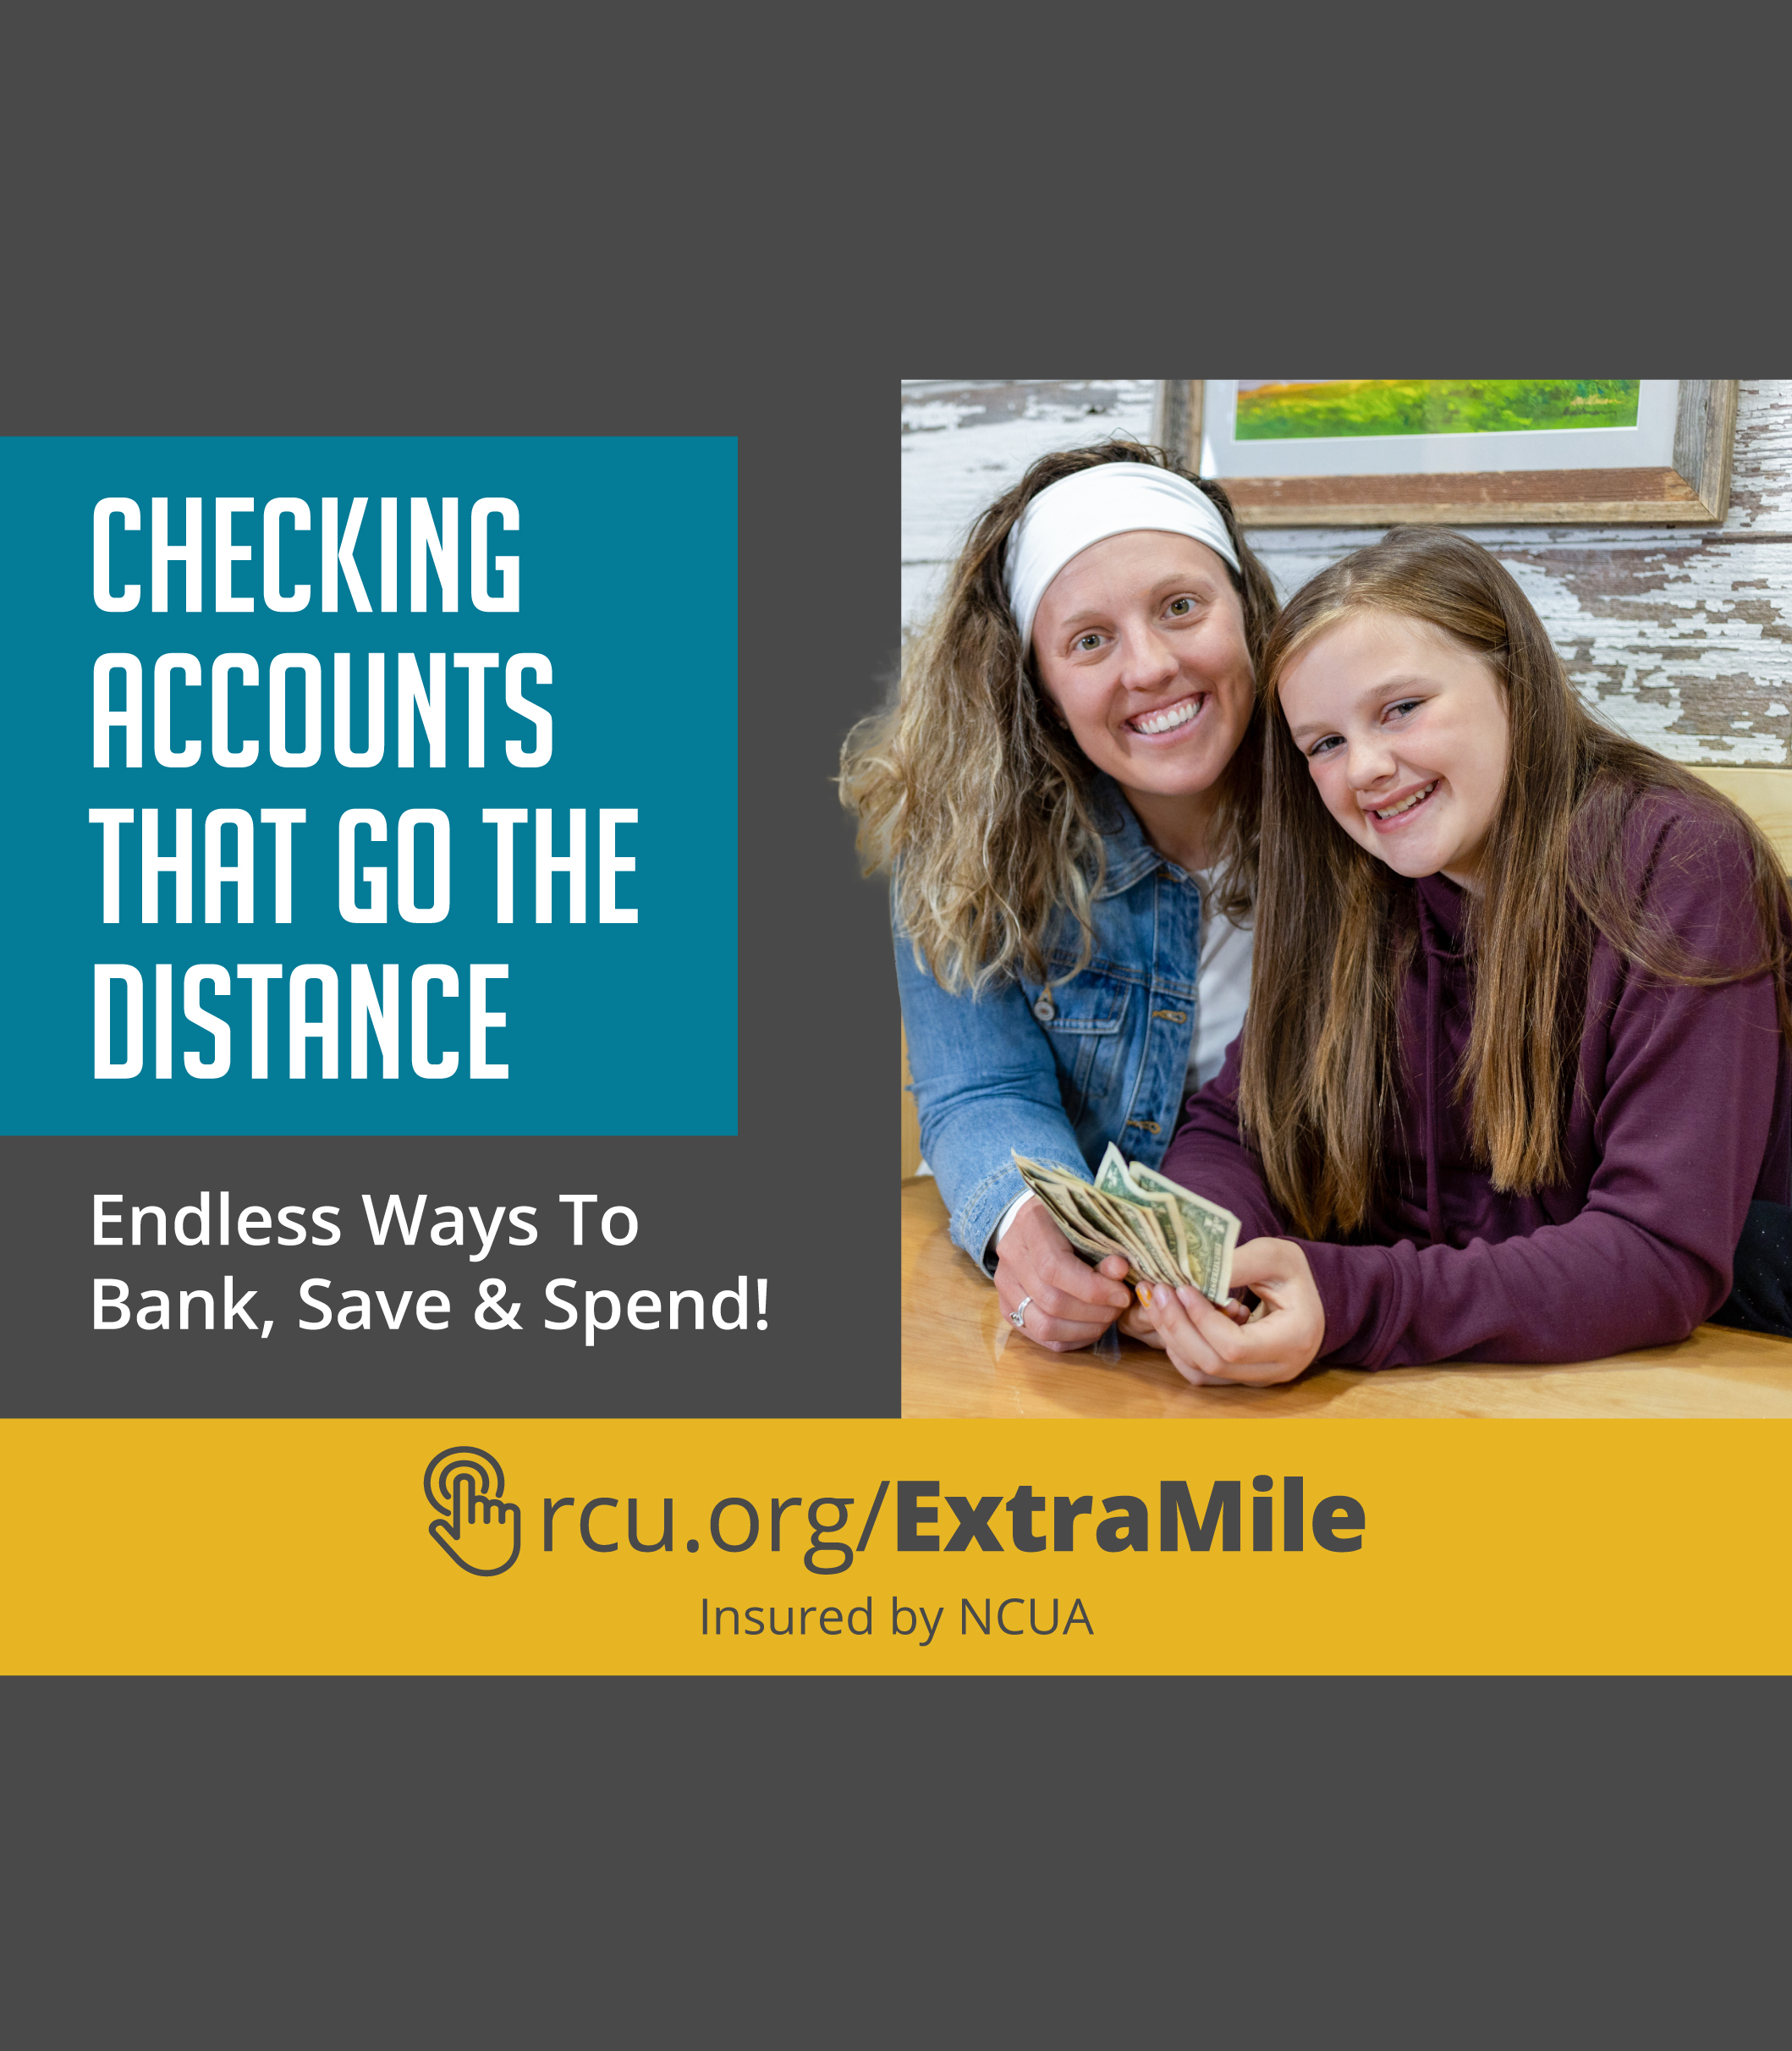 CHECKING
ACCOUNTS
THAT GO THE
DISTANCE
Endless Ways To
Bank, Save & Spend!
rcu.org/ExtraMile
Insured by NCUA